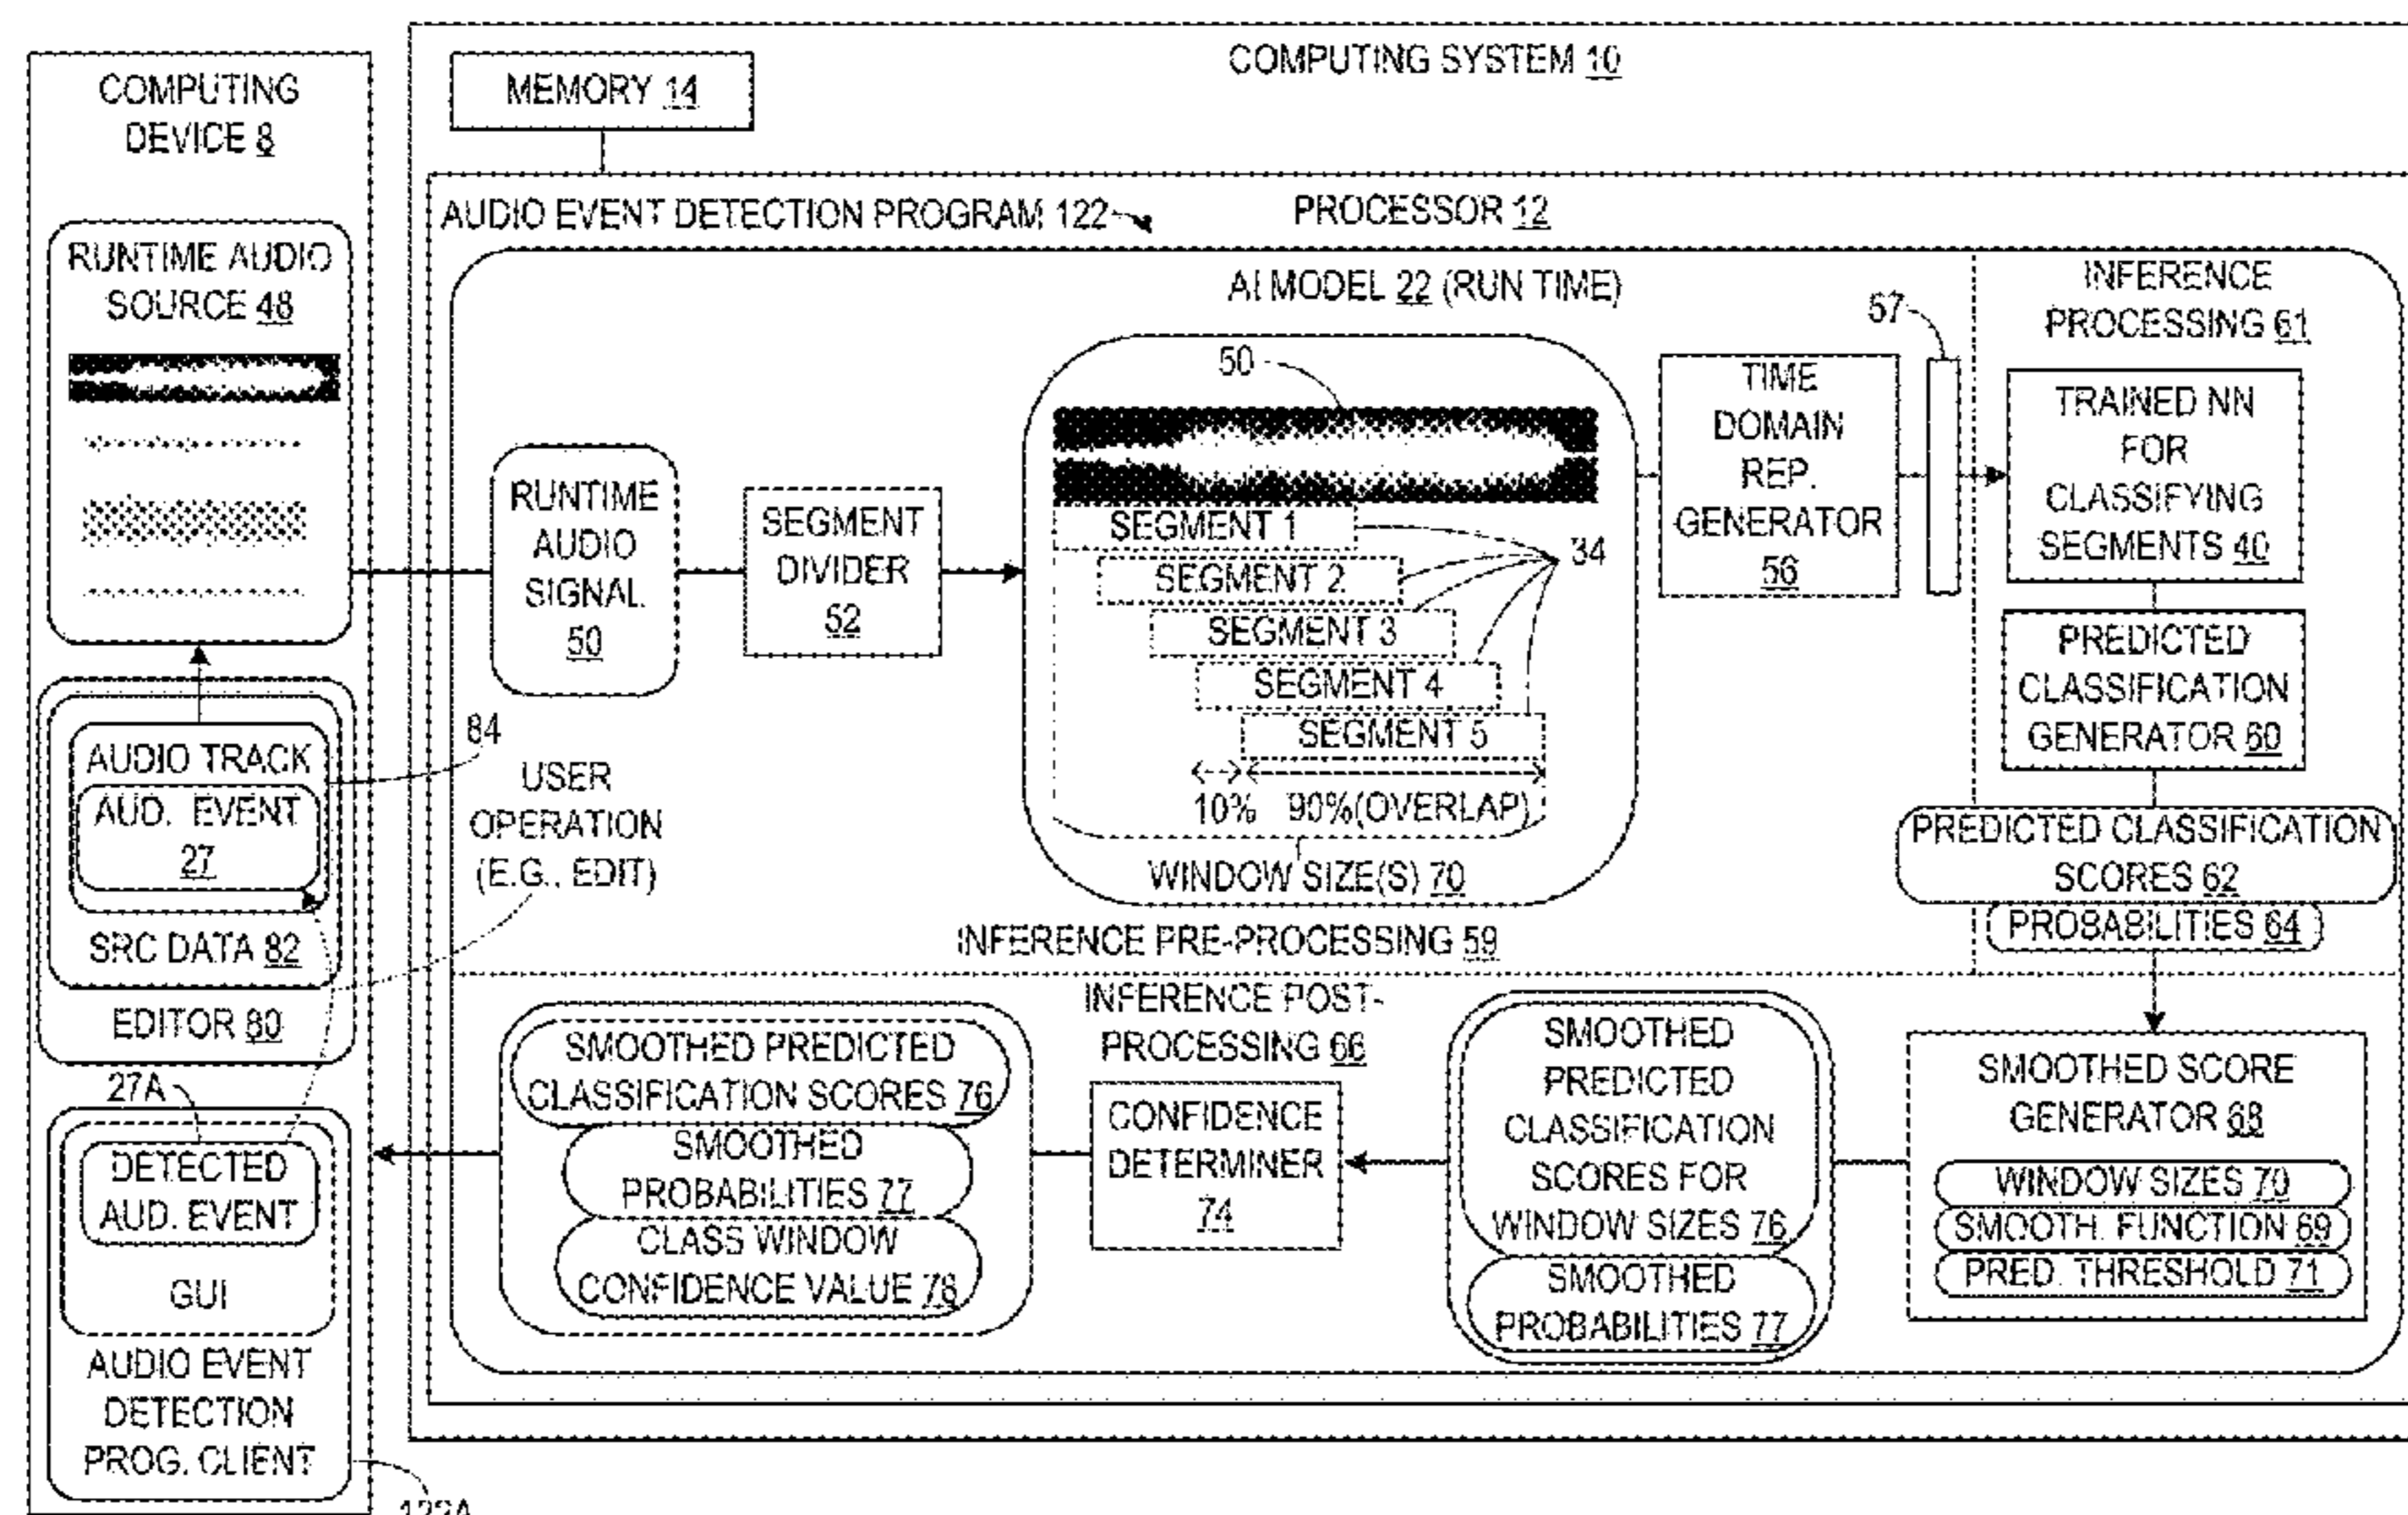 COMPUTING SYSTEM 10
COMPUTING
DEVICE 8
MEMORY 14
AUDIO EVENT DETECTION PROGRAM 122
PROCESSOR 12
RUNTIME AUDIO
SOURCE 48
AI MODEL 22 (RUN TIME)
INFERENCE
PROCESSING 61
57
50
RUNTIME
AUDIO
SIGNAL
50
SEGMENT
DIVIDER
52
SEGMENT 1
SEGMENT 2
SEGMENT 3
SEGMENT 4
SEGMENT 5
34
10%
90%(OVERLAP)
WINDOW SIZE(S) 70
TIME
DOMAIN
REP.
GENERATOR
56
TRAINED NN
FOR
CLASSIFYING
SEGMENTS 40
PREDICTED
CLASSIFICATION
GENERATOR 60
PREDICTED CLASSIFICATION
SCORES 62
PROBABILITIES 64
INFERENCE PRE-PROCESSING 59
AUDIO TRACK
AUD. EVENT
27
SRC DATA 82
EDITOR 80
84
USER
OPERATION
(E.G., EDIT)
27A
DETECTED
AUD. EVENT
GUI
AUDIO EVENT
DETECTION
PROG. CLIENT
122A
INFERENCE POST-
PROCESSING 66
SMOOTHED PREDICTED
CLASSIFICATION SCORES 76
SMOOTHED
PROBABILITIES 77
CLASS WINDOW
CONFIDENCE VALUE 78
CONFIDENCE
DETERMINER
74
SMOOTHED
PREDICTED
CLASSIFICATION
SCORES FOR
WINDOW SIZES 76
SMOOTHED
PROBABILITIES 77
SMOOTHED SCORE
GENERATOR 68
WINDOW SIZES 70
SMOOTH. FUNCTION 69
PRED. THRESHOLD 71